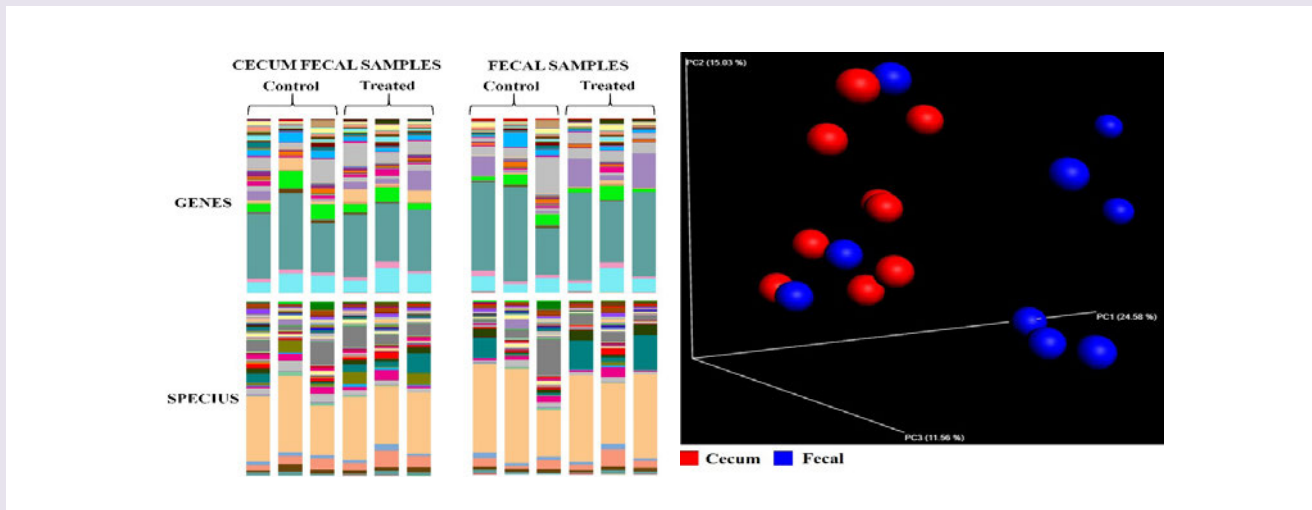 CECUM FECAL SAMPLES
Control Treated
FECAL SAMPLES
Control Treated
GENES
SPECIUS
PC2 (15.03 %)
PC1 (24.58 %)
PC3 (11.56 %)
Cecum Fecal